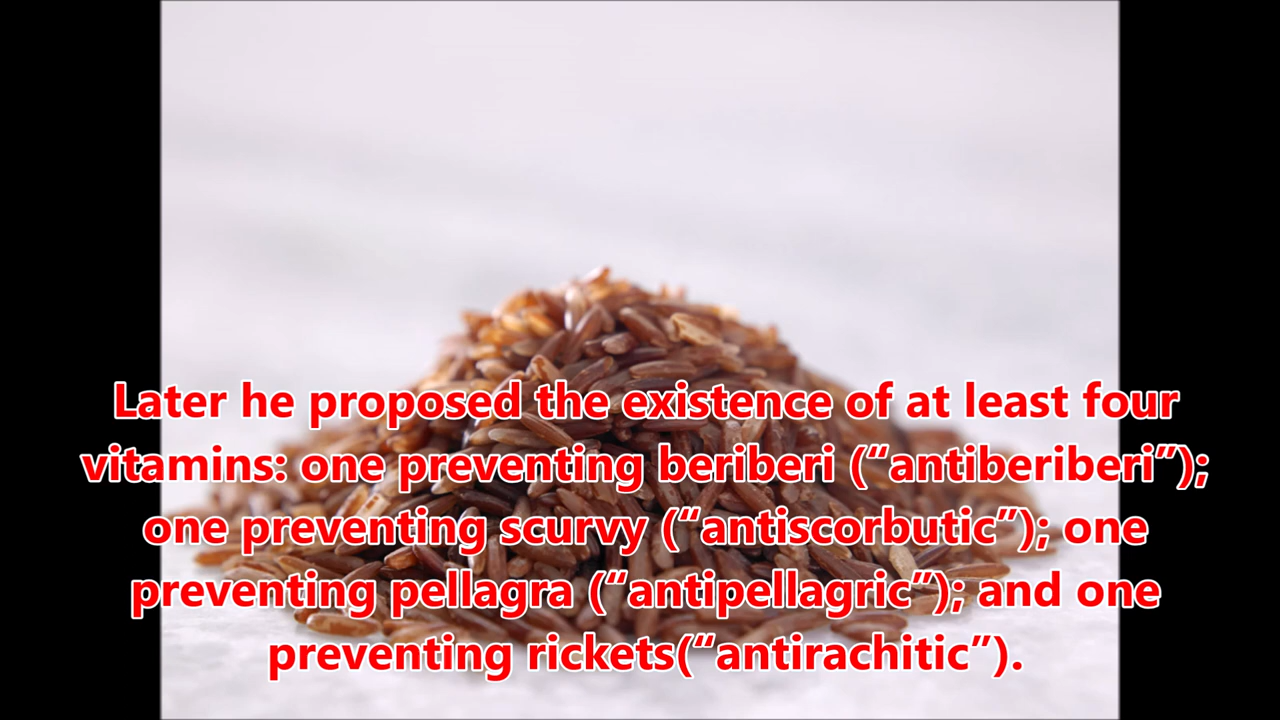 Later he proposed the existence of at least four
vitamins: one preventing beriberi (“antiberiberi”);
one preventing scurvy (“antiscorbutic”); one
preventing pellagra (“antipellagric”); and one
preventing rickets(“antirachitic”).